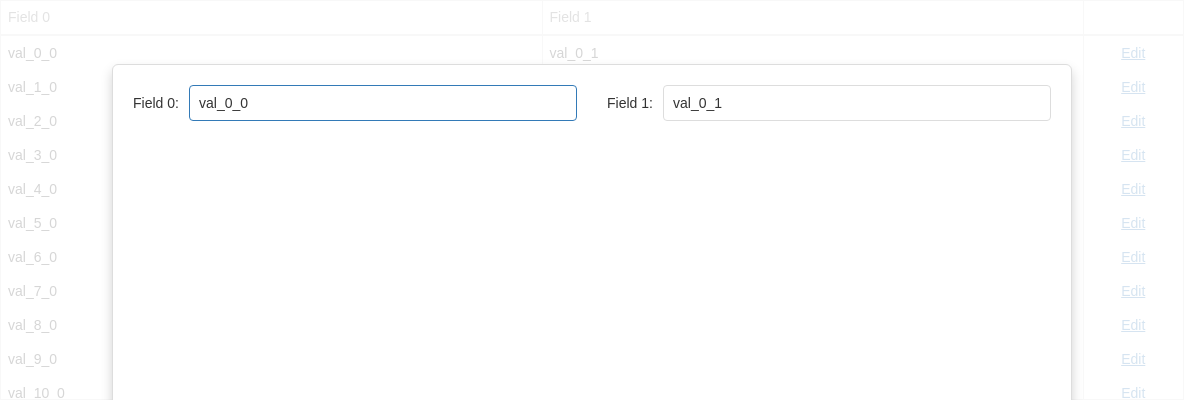 Field 0 Field 1
val_0_0 val_0_1 Edit
val_1_0 Edit
Field 0: val_0_0 Field 1: val_0_1
val_2_0 Edit
val_3_0 Edit
val_4_0 Edit
val_5_0 Edit
val_6_0 Edit
val_7_0 Edit
val_8_0 Edit
val_9_0 Edit
val_10_0 Edit